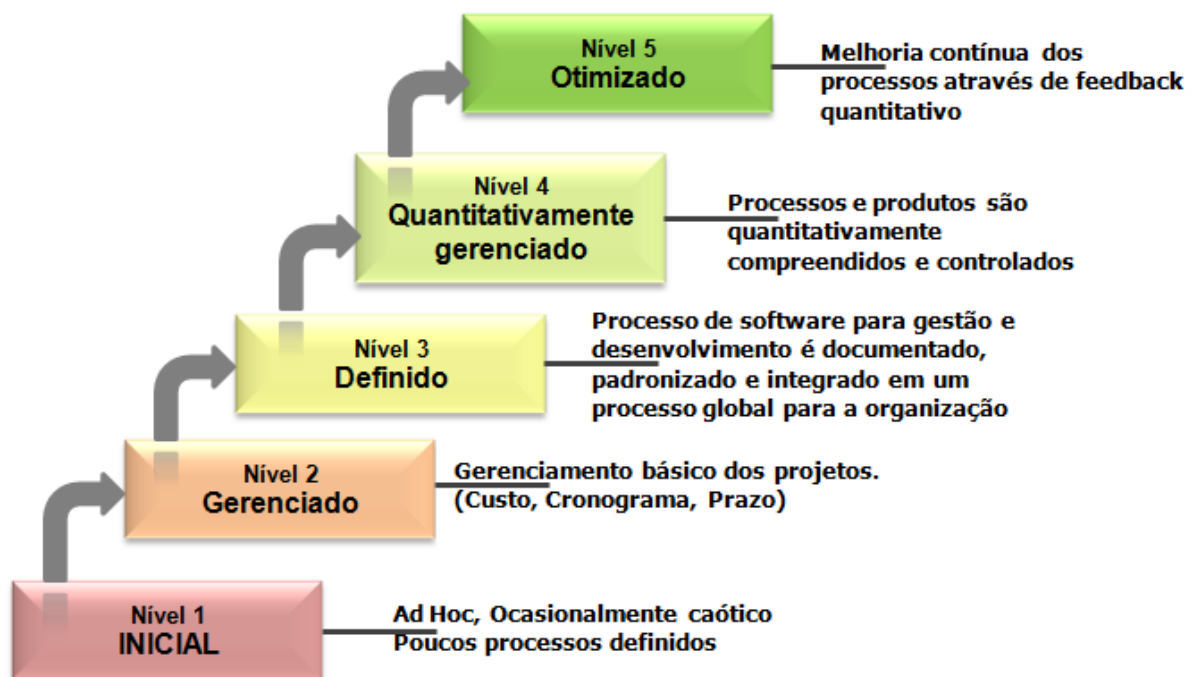 Nível 5
Otimizado
Melhoria contínua dos
processos através de feedback
quantitativo
Nível 4
Quantitativamente
gerenciado
Processos e produtos são
quantitativamente
compreendidos e controlados
Nível 3
Definido
Processo de software para gestão e
desenvolvimento é documentado,
padronizado e integrado em um
processo global para a organização
Nível 2
Gerenciado
Gerenciamento básico dos projetos.
(Custo, Cronograma, Prazo)
Nível 1
INICIAL
Ad Hoc, Ocasionalmente caótico
Poucos processos definidos